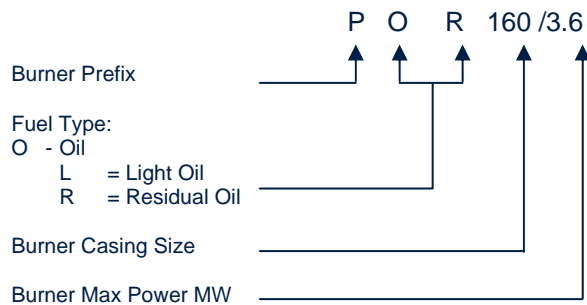 P O R 160 /3.6
Burner Prefix
Fuel Type:
O - Oil
L = Light Oil
R = Residual Oil
Burner Casing Size
Burner Max Power MW